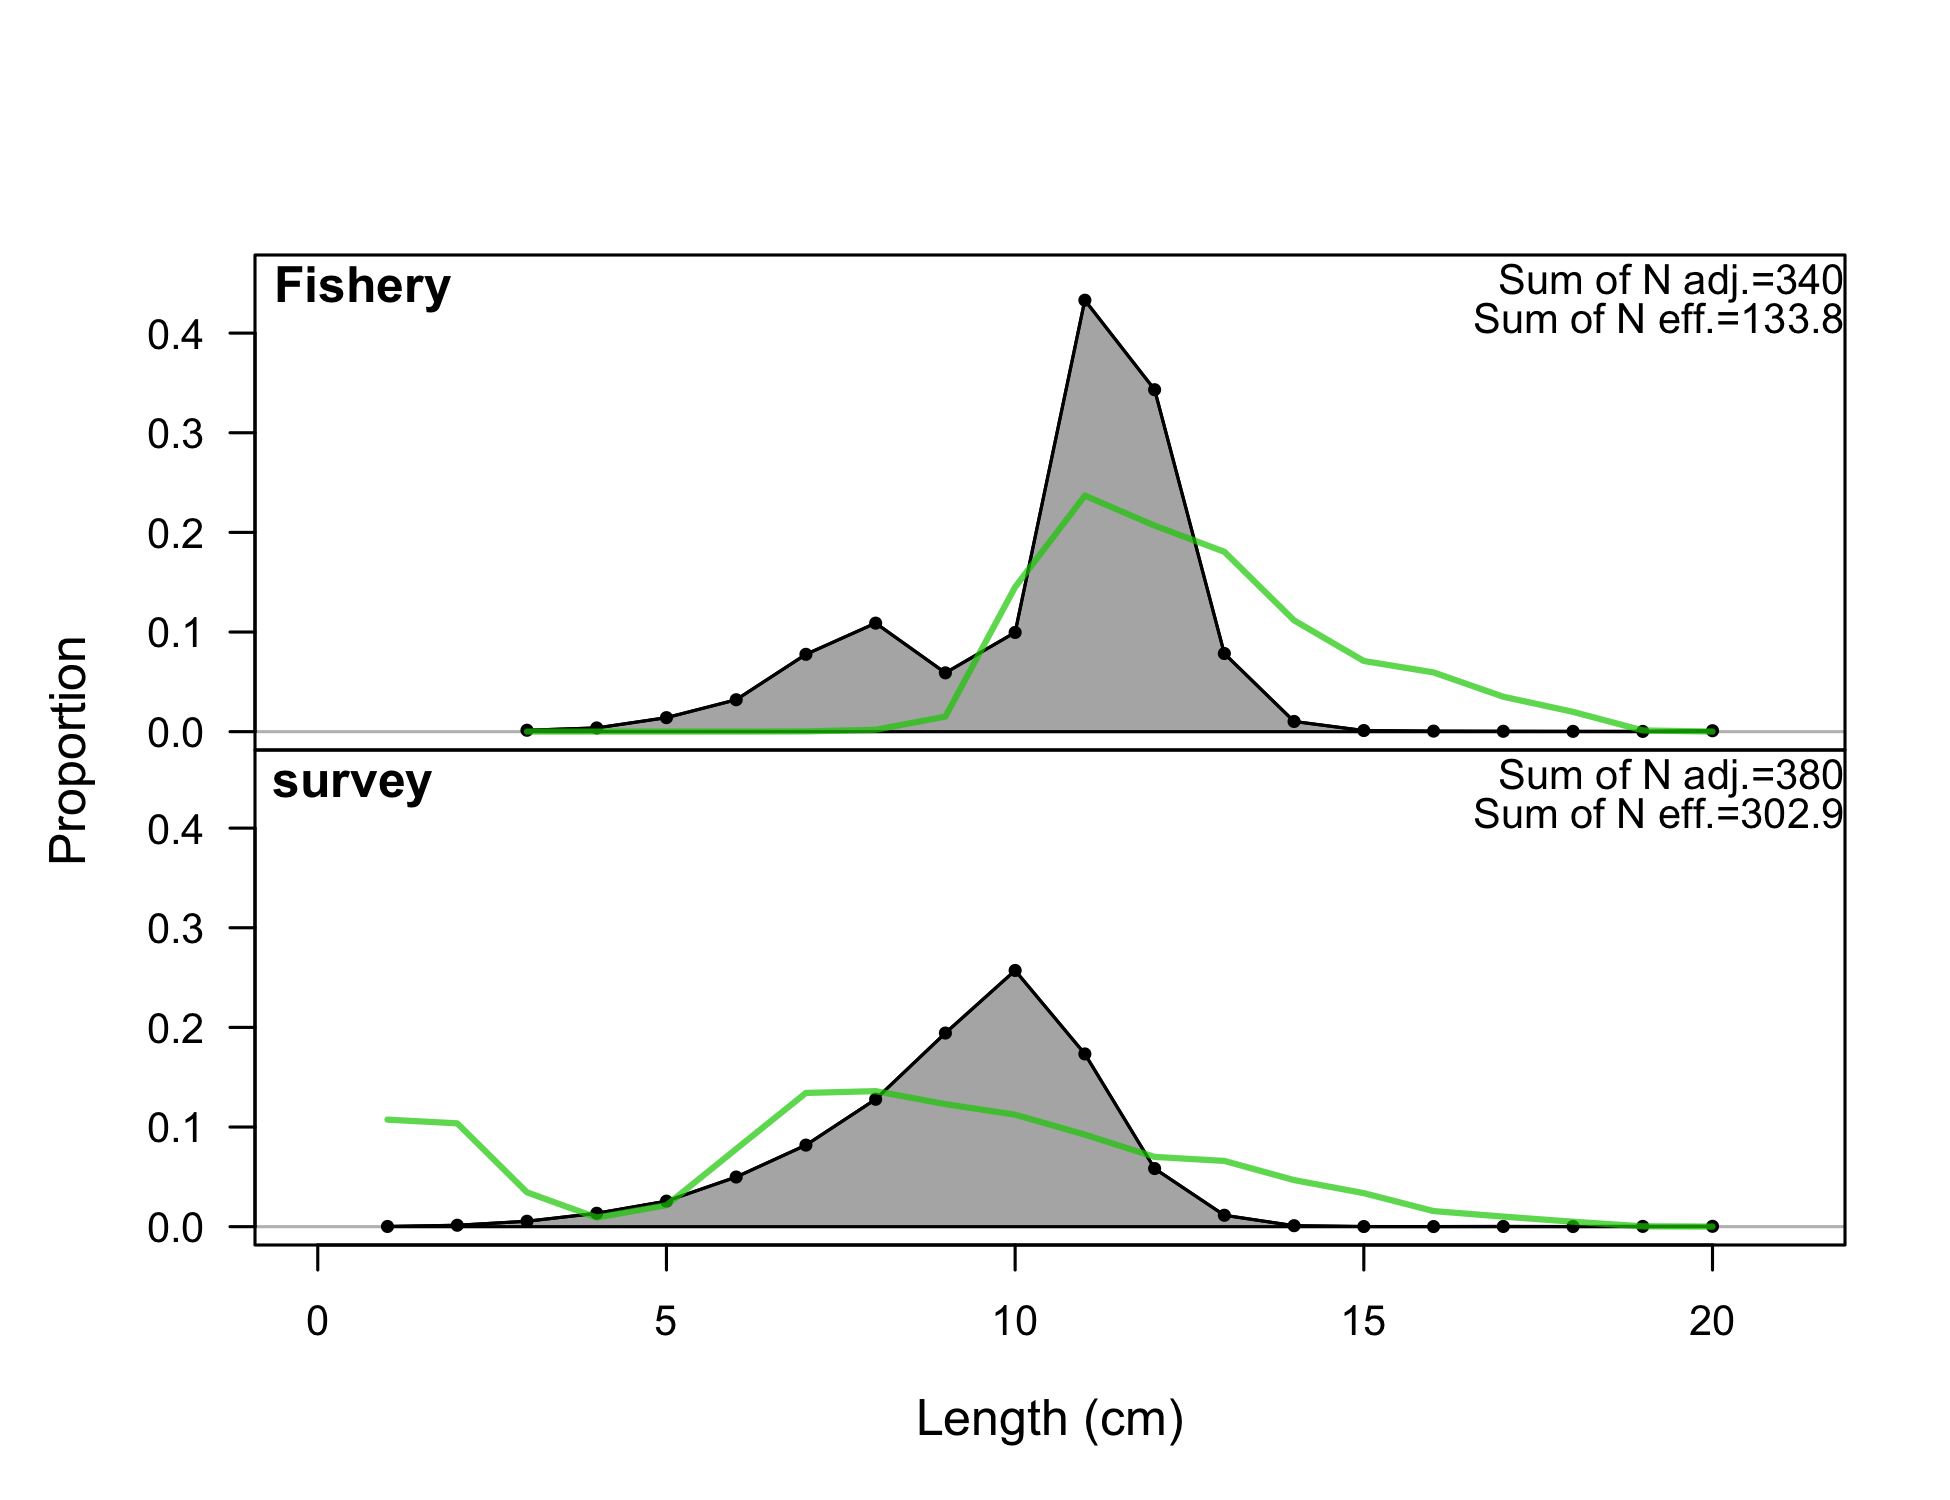 Fishery
Sum of N adj.=340
Sum of N eff.=133.8
0.4
0.3
0.2
0.1
0.0
survey
Sum of N adj.=380
Sum of N eff.=302.9
0.4
0.3
0.2
0.1
0.0
Proportion
0 5 10 15 20
Length (cm)